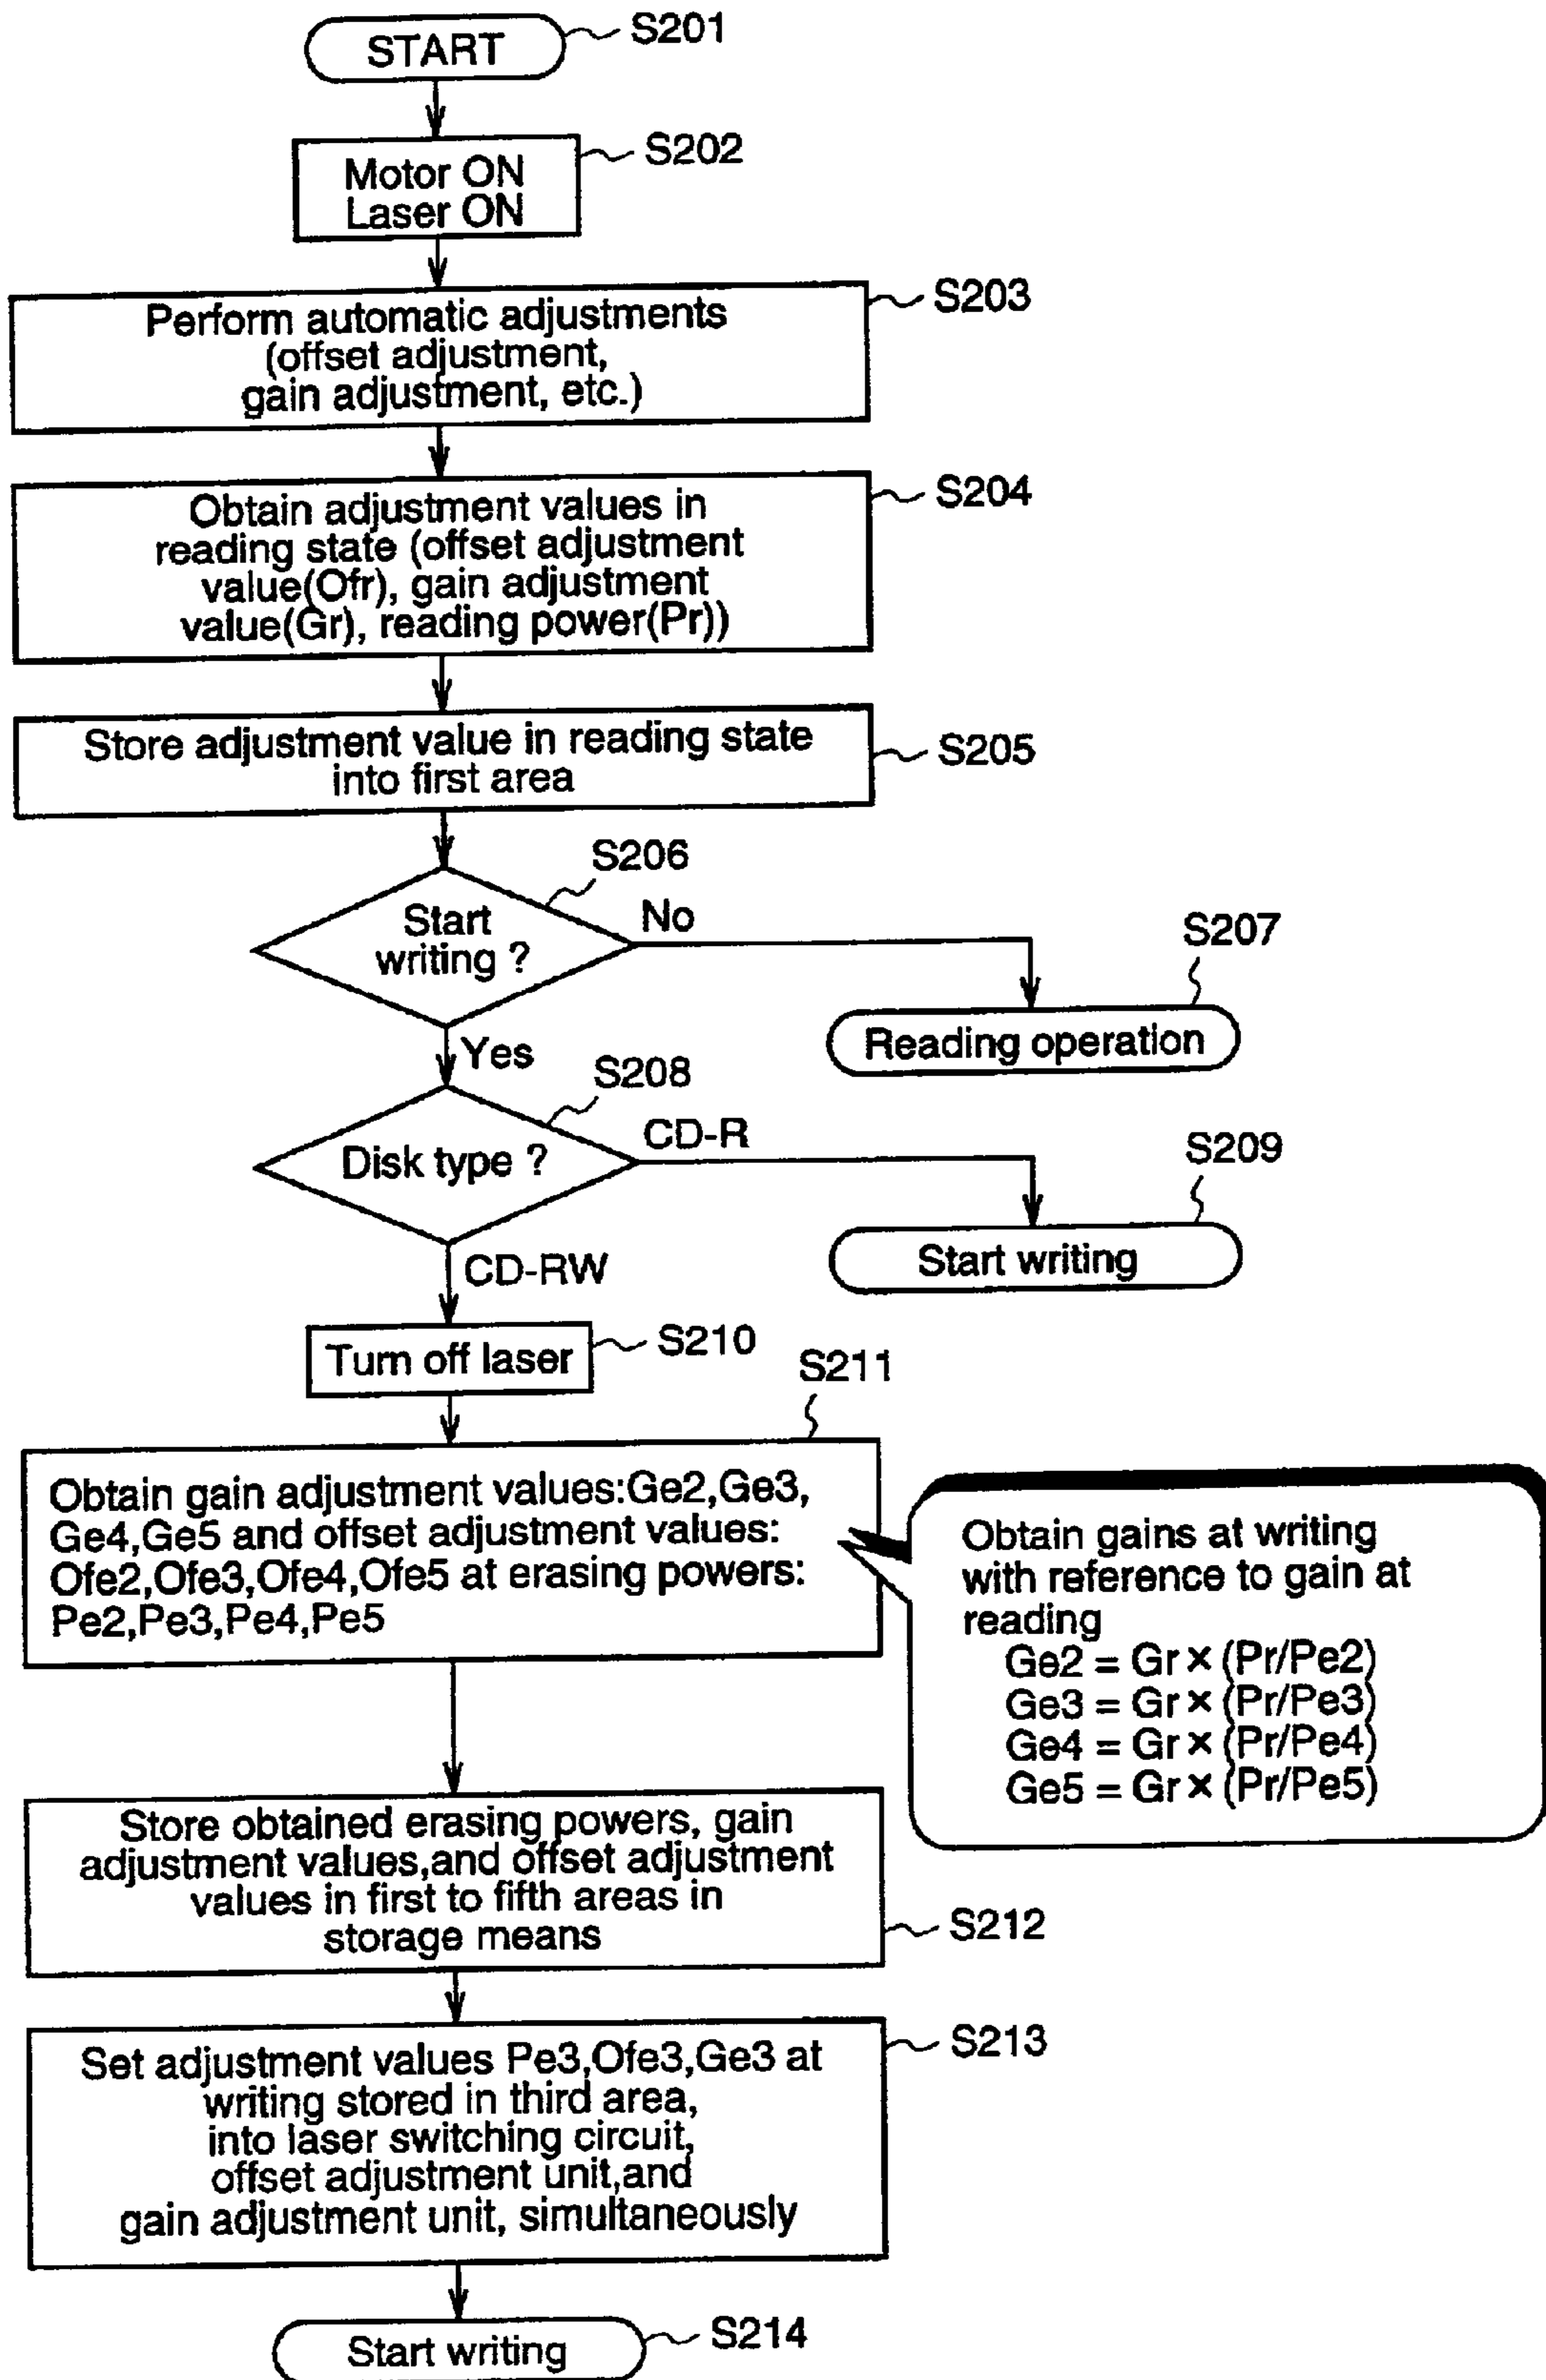 START
S201
Motor ON
Laser ON
S202
Perform automatic adjustments
(offset adjustment,
gain adjustment, etc.)
S203
Obtain adjustment values in
reading state (offset adjustment
value(Ofr), gain adjustment
value(Gr), reading power(Pr))
S204
Store adjustment value in reading state
into first area
S205
S206
Start
writing ?
No
S207
Reading operation
Yes
S208
Disk type ?
CD-R
S209
Start writing
CD-RW
Turn off laser
S210
S211
Obtain gain adjustment values:Ge2,Ge3,
Ge4,Ge5 and offset adjustment values:
Ofe2,Ofe3,Ofe4,Ofe5 at erasing powers:
Pe2,Pe3,Pe4,Pe5
Obtain gains at writing
with reference to gain at
reading
Ge2 = Gr × (Pr/Pe2)
Ge3 = Gr × (Pr/Pe3)
Ge4 = Gr × (Pr/Pe4)
Ge5 = Gr × (Pr/Pe5)
Store obtained erasing powers, gain
adjustment values,and offset adjustment
values in first to fifth areas in
storage means
S212
Set adjustment values Pe3,Ofe3,Ge3 at
writing stored in third area,
into laser switching circuit,
offset adjustment unit,and
gain adjustment unit, simultaneously
S213
Start writing
S214